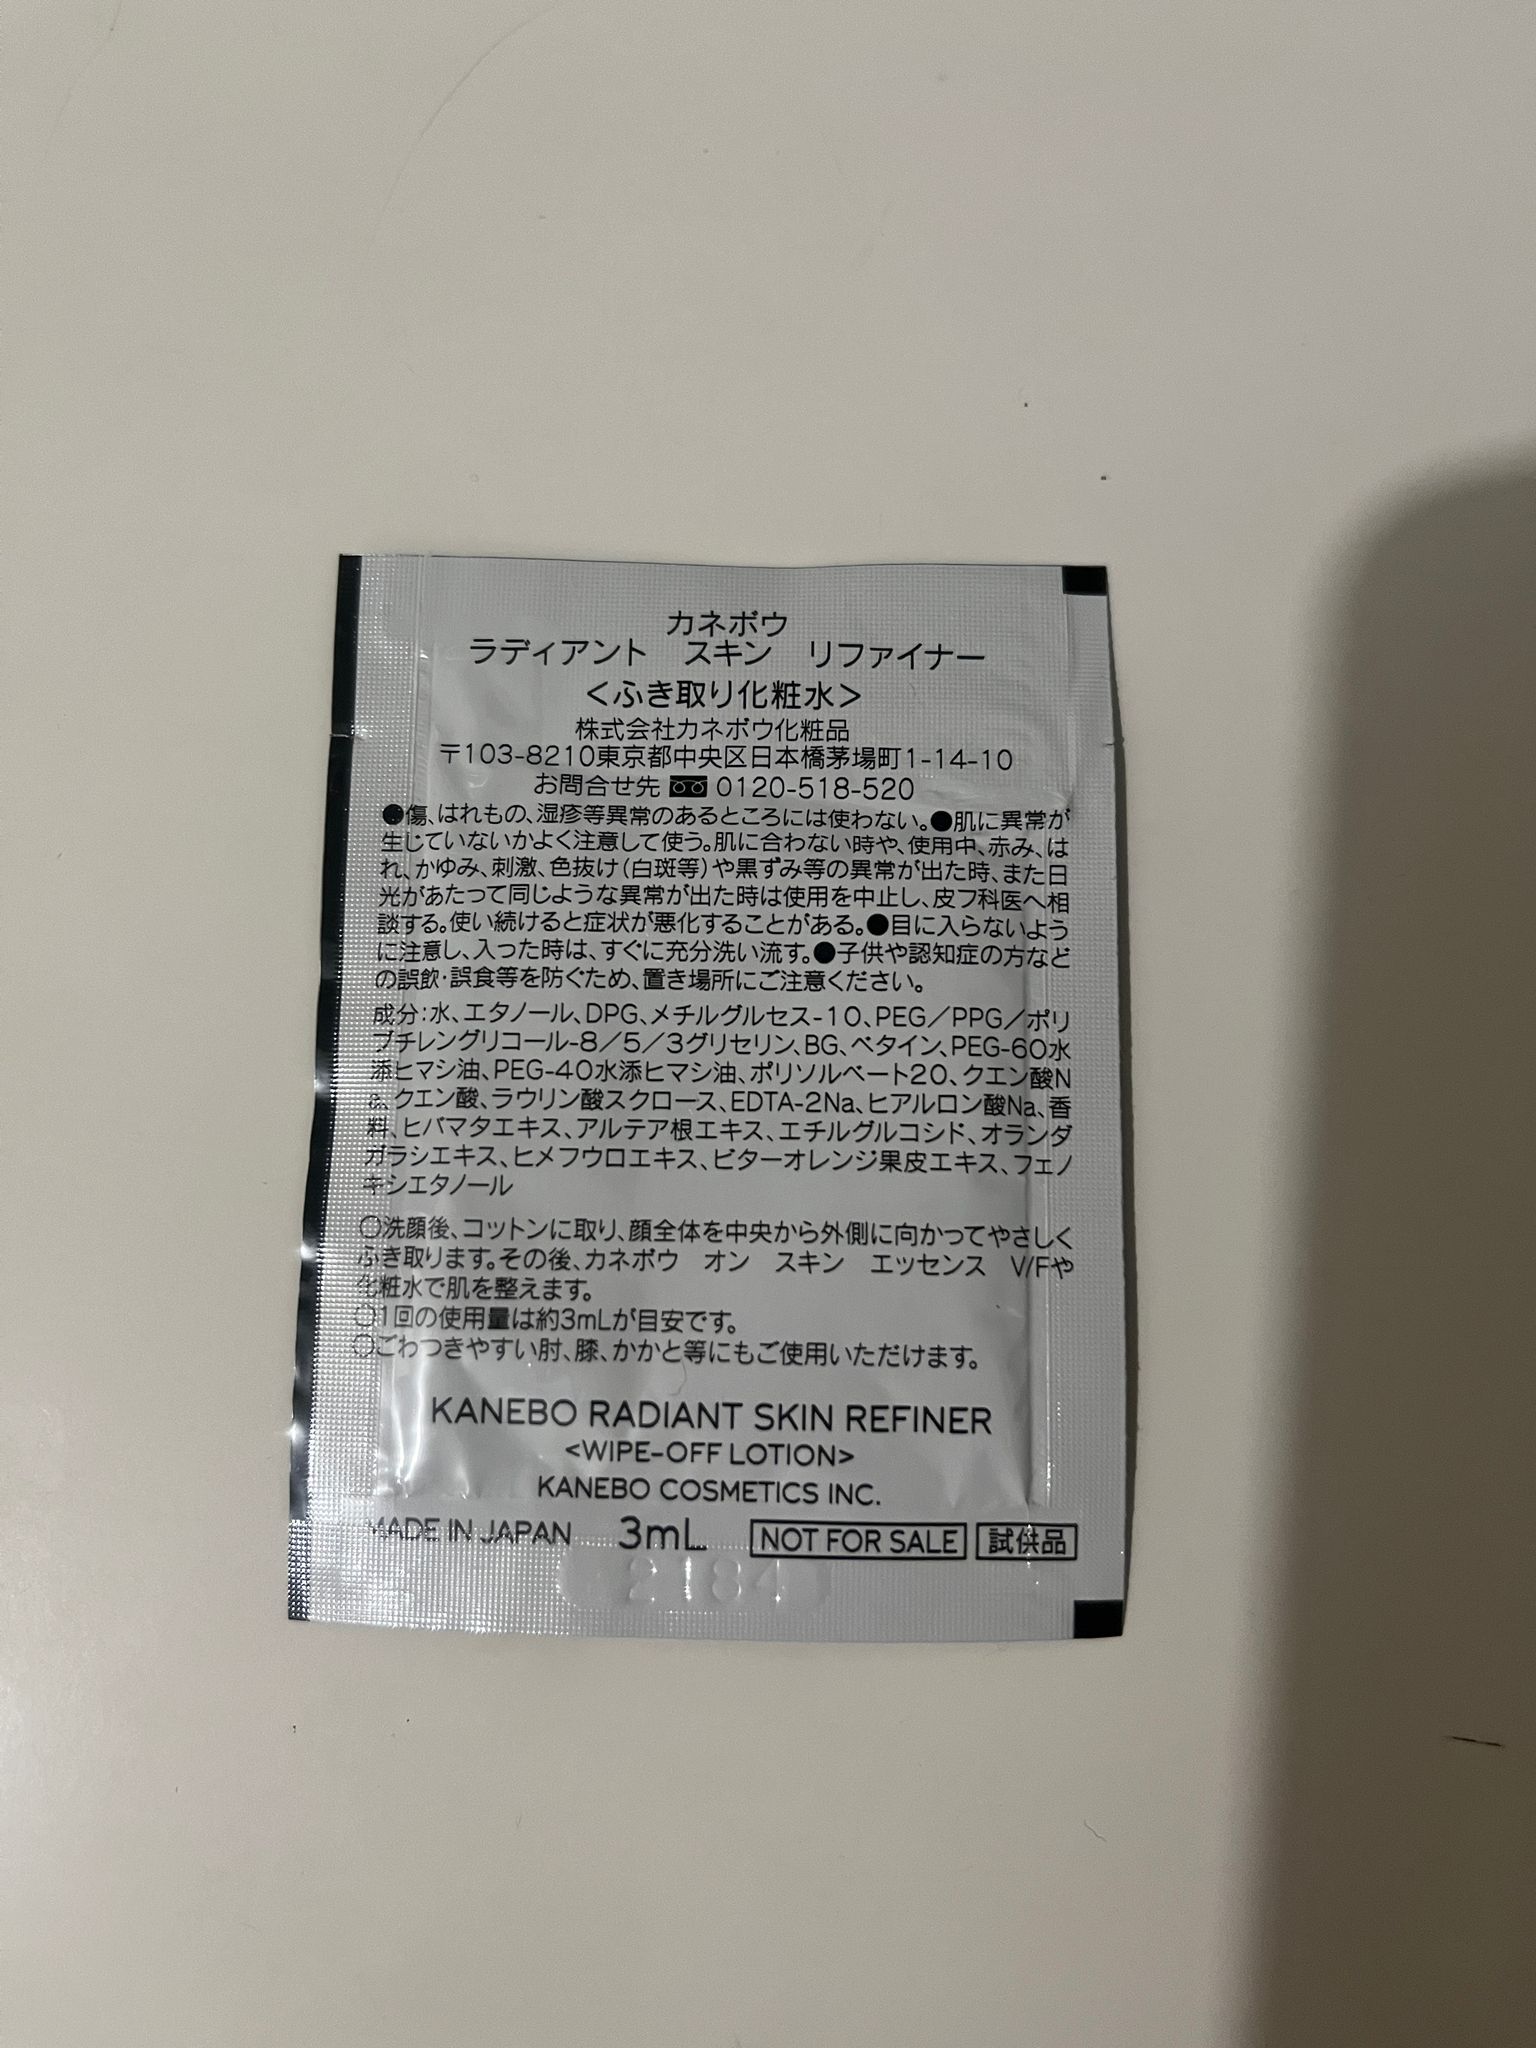 カネボウ
ラディアント スキン リファイナー
<ふき取り化粧水>
株式会社カネボウ化粧品
〒103-8210東京都中央区日本橋茅場町1-14-10
お問合せ先 0120-518-520
●傷、はれもの、湿疹等異常のあるところには使わない。●肌に異常が
生じていないかよく注意して使う。肌に合わない時や、使用中、赤み、は
れ、かゆみ、刺激、色抜け(白斑等)や黒ずみ等の異常が出た時、また日
光があたって同じような異常が出た時は使用を中止し、皮フ科医へ相
談する。使い続けると症状が悪化することがある。●目に入らないよう
に注意し、入った時は、すぐに充分洗い流す。●子供や認知症の方など
の誤飲・誤食等を防ぐため、置き場所にご注意ください。
成分:水、エタノール、DPG、メチルグルセス-10、PEG/PPG/ポリ
ブチレングリコール-8/5/3グリセリン、BG、ベタイン、PEG-60水
添ヒマシ油、PEG-40水添ヒマシ油、ポリソルベート20、クエン酸N
a、クエン酸、ラウリン酸スクロース、EDTA-2Na、ヒアルロン酸Na、香
料、ヒバマタエキス、アルテア根エキス、エチルグルコシド、オランダ
ガラシエキス、ヒメフウロエキス、ビターオレンジ果皮エキス、フェノ
キシエタノール
○洗顔後、コットンに取り、顔全体を中央から外側に向かってやさしく
ふき取ります。その後、カネボウ オン スキン エッセンス V/Fや
化粧水で肌を整えます。
○1回の使用量は約3mLが目安です。
○ごわつきやすい肘、膝、かかと等にもご使用いただけます。
KANEBO RADIANT SKIN REFINER
<WIPE-OFF LOTION>
KANEBO COSMETICS INC.
MADE IN JAPAN 3mL NOT FOR SALE 試供品
2184